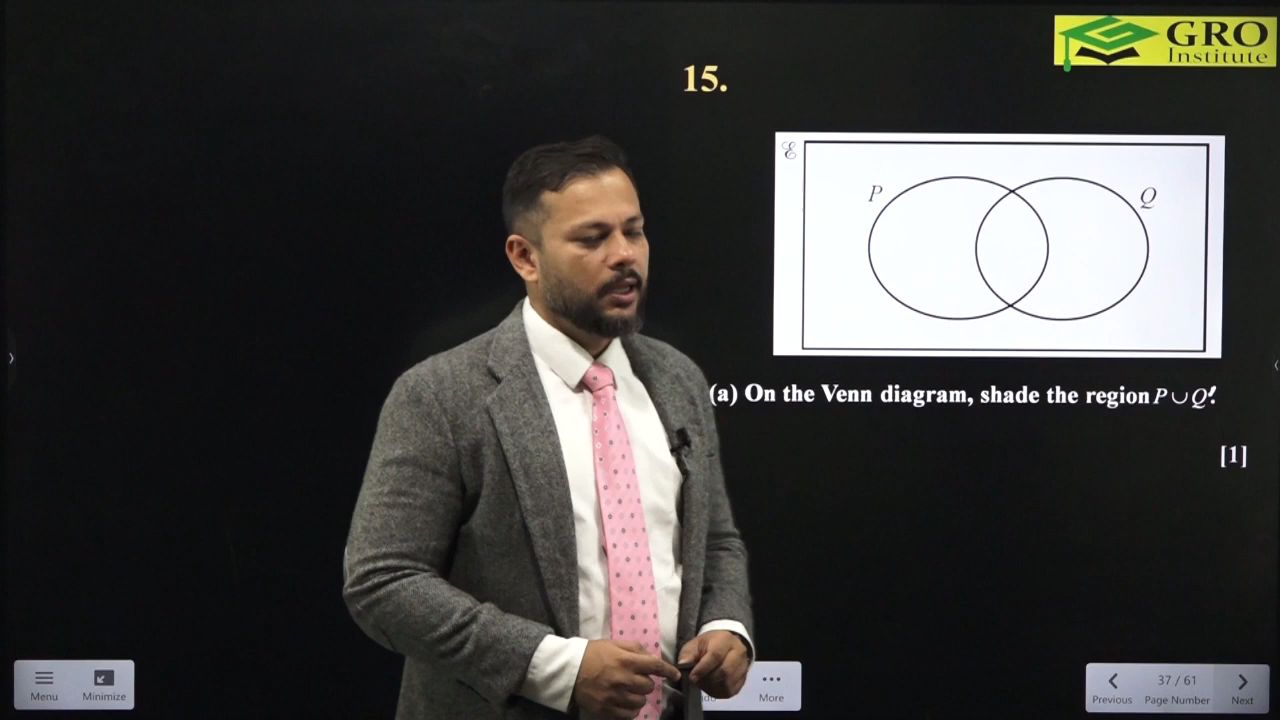 GRO
Institute
15.
ℰ
P
Q
(a) On the Venn diagram, shade the region P ∪ Q′.
[1]
Menu
Minimize
More
37 / 61
Previous
Page Number
Next